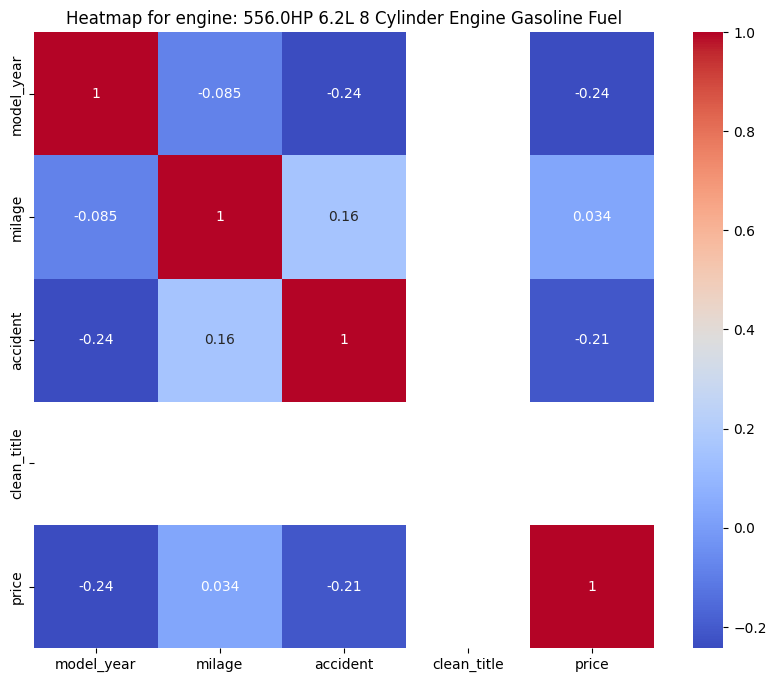 Heatmap for engine: 556.0HP 6.2L 8 Cylinder Engine Gasoline Fuel
model_year 1 -0.085 -0.24 -0.24
milage -0.085 1 0.16 0.034
accident -0.24 0.16 1 -0.21
clean_title
price -0.24 0.034 -0.21 1
model_year milage accident clean_title price
1.0
0.8
0.6
0.4
0.2
0.0
−0.2